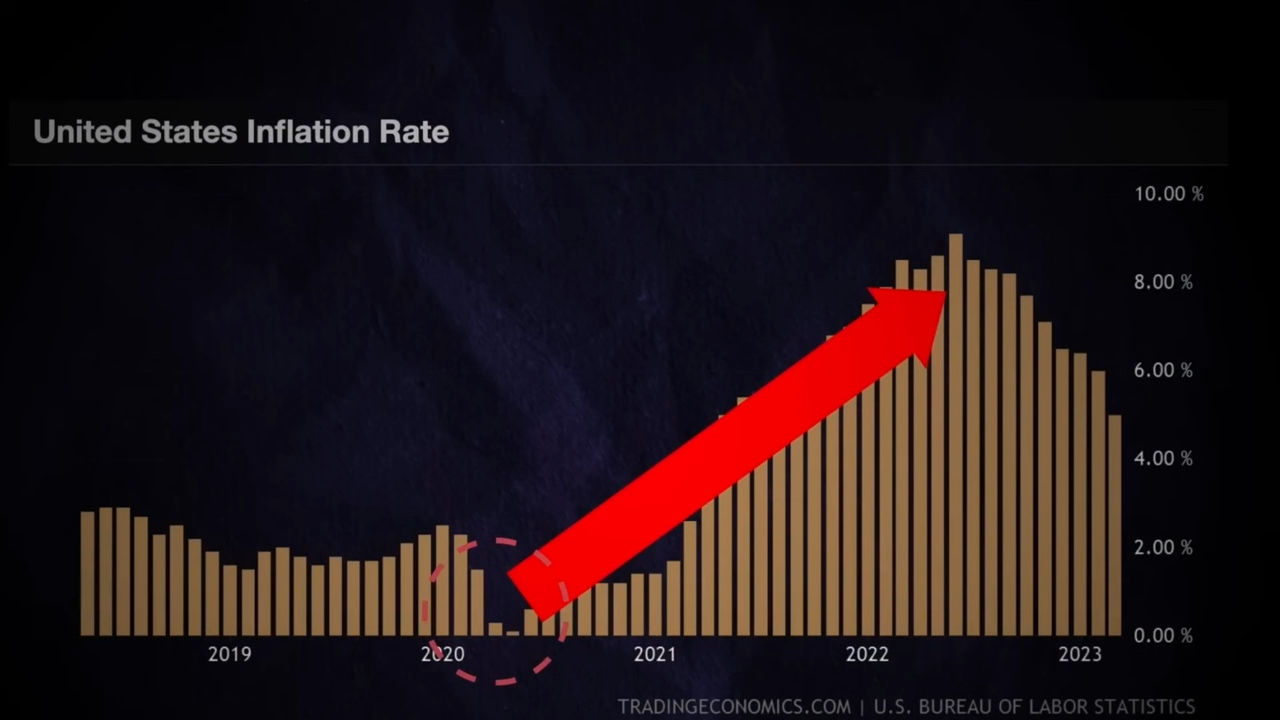 United States Inflation Rate
10.00 %
8.00 %
6.00 %
4.00 %
2.00 %
0.00 %
2019 2020 2021 2022 2023
TRADINGECONOMICS.COM | U.S. BUREAU OF LABOR STATISTICS